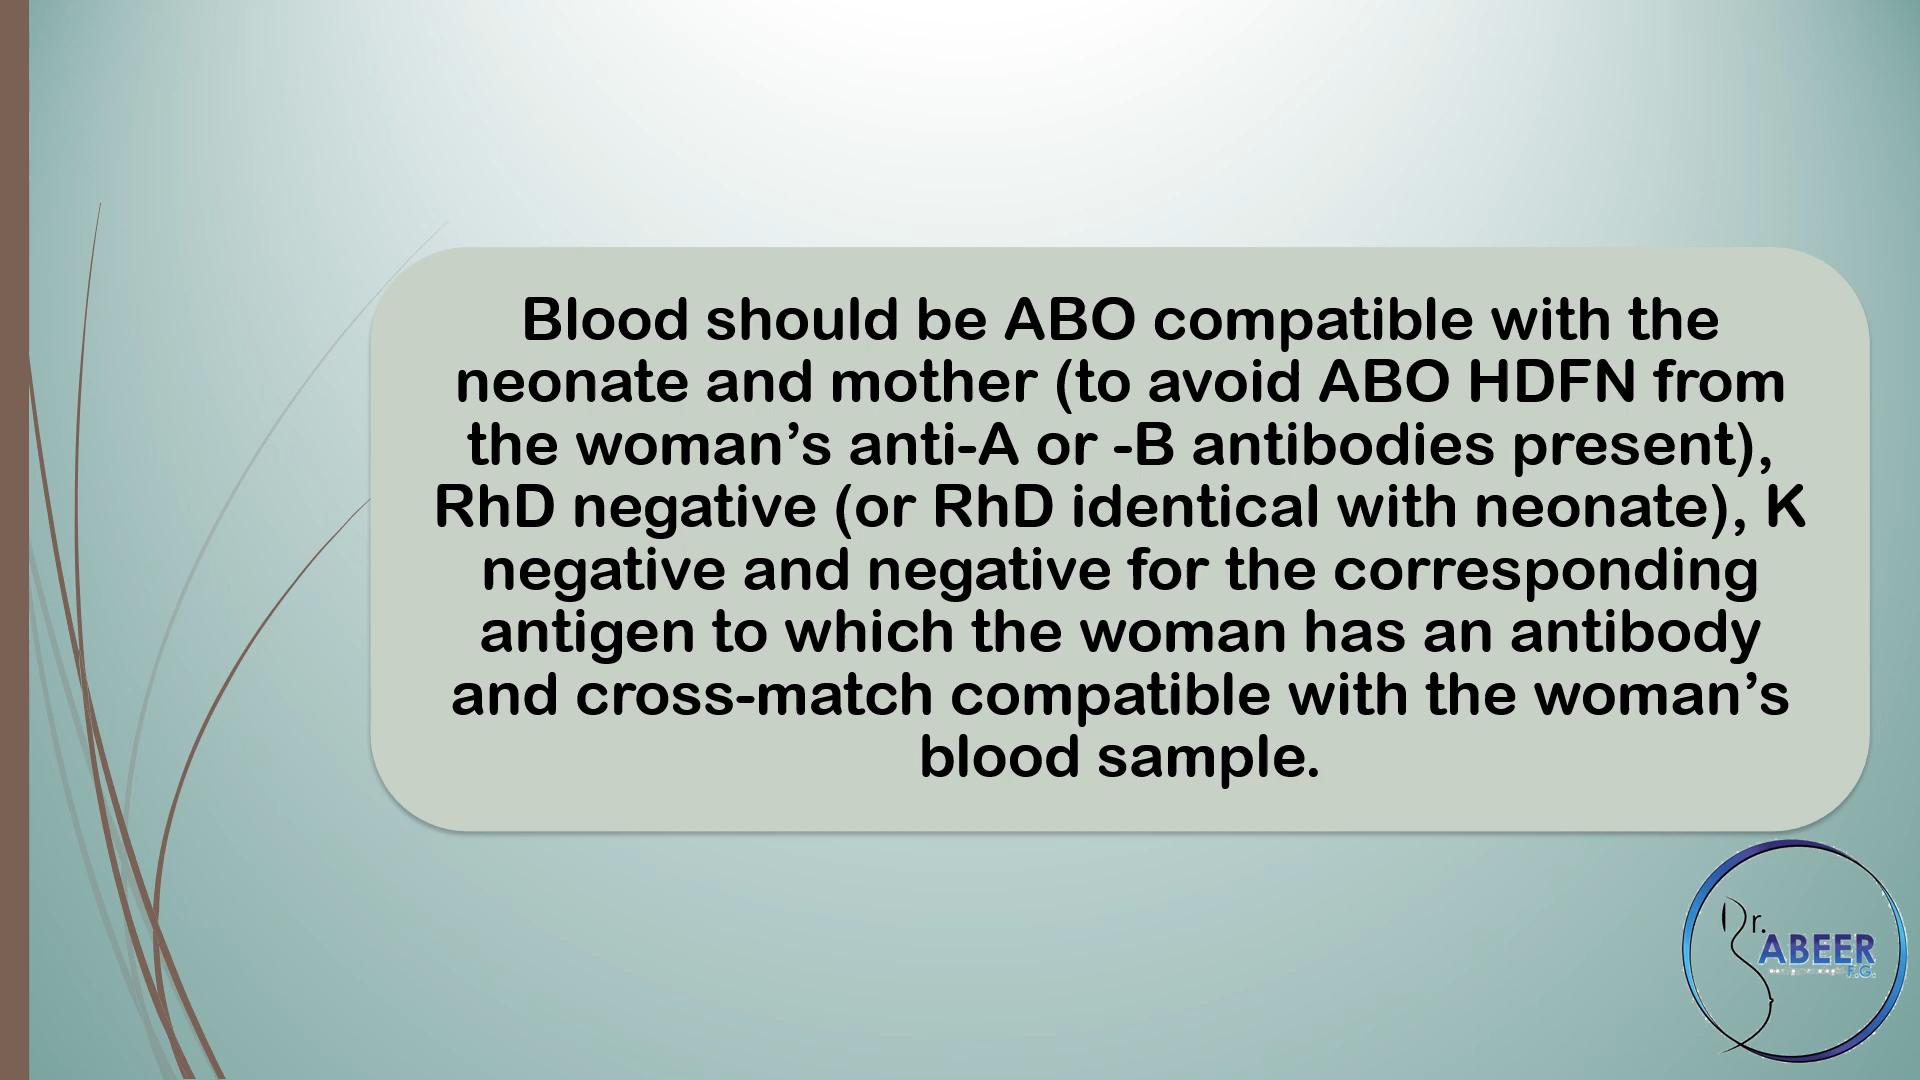 Blood should be ABO compatible with the
neonate and mother (to avoid ABO HDFN from
the woman’s anti-A or -B antibodies present),
RhD negative (or RhD identical with neonate), K
negative and negative for the corresponding
antigen to which the woman has an antibody
and cross-match compatible with the woman’s
blood sample.
Dr.
ABEER
F.G.